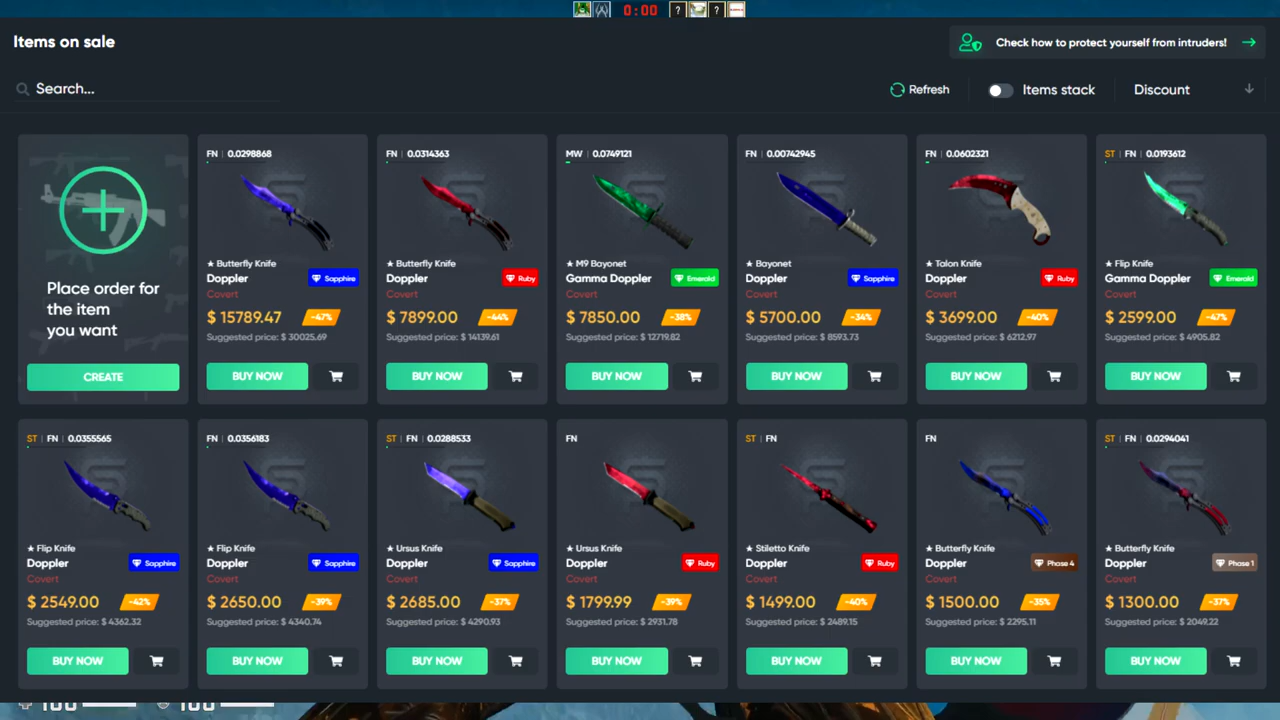 0:00
? ?
Items on sale
Check how to protect yourself from intruders!
Search...
Refresh
Items stack
Discount
Place order for
the item
you want
CREATE
FN | 0.0298868
★ Butterfly Knife
Doppler
Sapphire
Covert
$ 15789.47
-47%
Suggested price: $ 30025.69
BUY NOW
FN | 0.0314363
★ Butterfly Knife
Doppler
Ruby
Covert
$ 7899.00
-44%
Suggested price: $ 14139.61
BUY NOW
MW | 0.0749121
★ M9 Bayonet
Gamma Doppler
Emerald
Covert
$ 7850.00
-38%
Suggested price: $ 12719.82
BUY NOW
FN | 0.00742945
★ Bayonet
Doppler
Sapphire
Covert
$ 5700.00
-34%
Suggested price: $ 8593.73
BUY NOW
FN | 0.0602321
★ Talon Knife
Doppler
Ruby
Covert
$ 3699.00
-40%
Suggested price: $ 6212.97
BUY NOW
ST | FN | 0.0193612
★ Flip Knife
Gamma Doppler
Emerald
Covert
$ 2599.00
-47%
Suggested price: $ 4905.82
BUY NOW
ST | FN | 0.0355565
★ Flip Knife
Doppler
Sapphire
Covert
$ 2549.00
-42%
Suggested price: $ 4362.32
BUY NOW
FN | 0.0356183
★ Flip Knife
Doppler
Sapphire
Covert
$ 2650.00
-39%
Suggested price: $ 4340.74
BUY NOW
ST | FN | 0.0288533
★ Ursus Knife
Doppler
Sapphire
Covert
$ 2685.00
-37%
Suggested price: $ 4290.93
BUY NOW
FN
★ Ursus Knife
Doppler
Ruby
Covert
$ 1799.99
-39%
Suggested price: $ 2931.78
BUY NOW
ST | FN
★ Stiletto Knife
Doppler
Ruby
Covert
$ 1499.00
-40%
Suggested price: $ 2489.15
BUY NOW
FN
★ Butterfly Knife
Doppler
Phase 4
Covert
$ 1500.00
-35%
Suggested price: $ 2295.11
BUY NOW
ST | FN | 0.0294041
★ Butterfly Knife
Doppler
Phase 1
Covert
$ 1300.00
-37%
Suggested price: $ 2049.22
BUY NOW
100 100